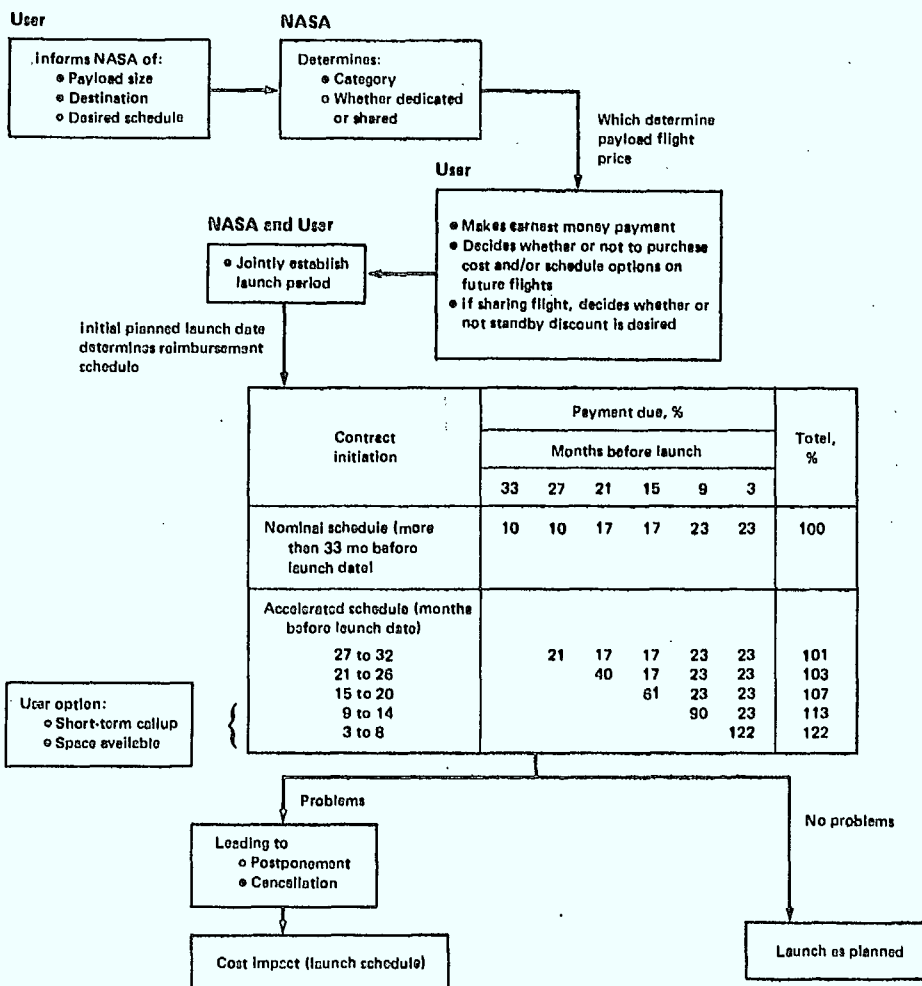 User
Informs NASA of:
● Payload size
● Destination
○ Desired schedule
NASA
Determines:
● Category
○ Whether dedicated
or shared
Which determine
payload flight
price
User
● Makes earnest money payment
● Decides whether or not to purchase
cost and/or schedule options on
future flights
● If sharing flight, decides whether or
not standby discount is desired
NASA and User
● Jointly establish
launch period
Initial planned launch date
determines reimbursement
schedule
Contract
initiation
Payment due, %
Months before launch
33 27 21 15 9 3
Total,
%
Nominal schedule (more
than 33 mo before
launch date)
10 10 17 17 23 23 100
Accelerated schedule (months
before launch date)
27 to 32 21 17 17 23 23 101
21 to 26 40 17 23 23 103
15 to 20 61 23 23 107
9 to 14 90 23 113
3 to 8 122 122
User option:
○ Short-term callup
○ Space available
Problems
No problems
Leading to
○ Postponement
● Cancellation
Cost impact (launch schedule)
Launch as planned